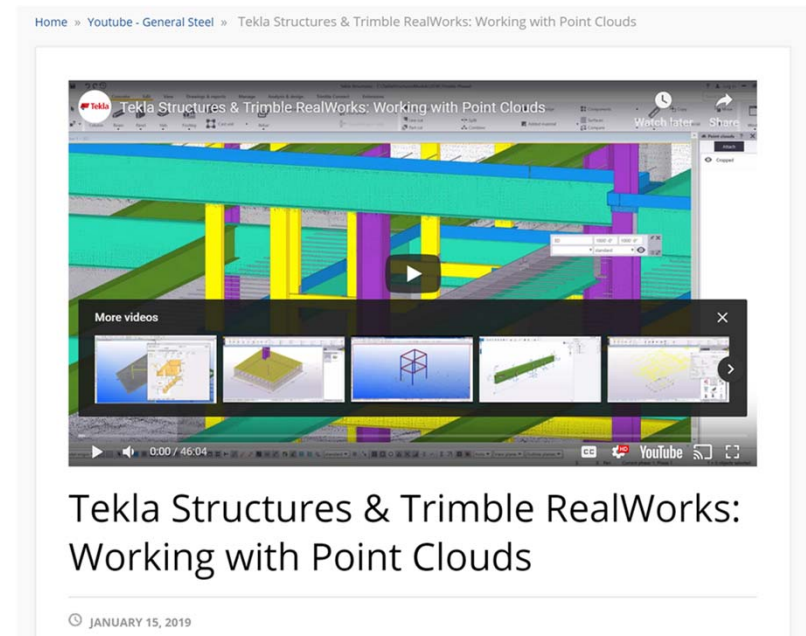 Home » Youtube - General Steel » Tekla Structures & Trimble RealWorks: Working with Point Clouds
Tekla Tekla Structures & Trimble RealWorks: Working with Point Clouds
Watch later Share
Point clouds
Attach
Cropped
More videos
0:00 / 46:04
CC HD YouTube
Tekla Structures & Trimble RealWorks:
Working with Point Clouds
JANUARY 15, 2019